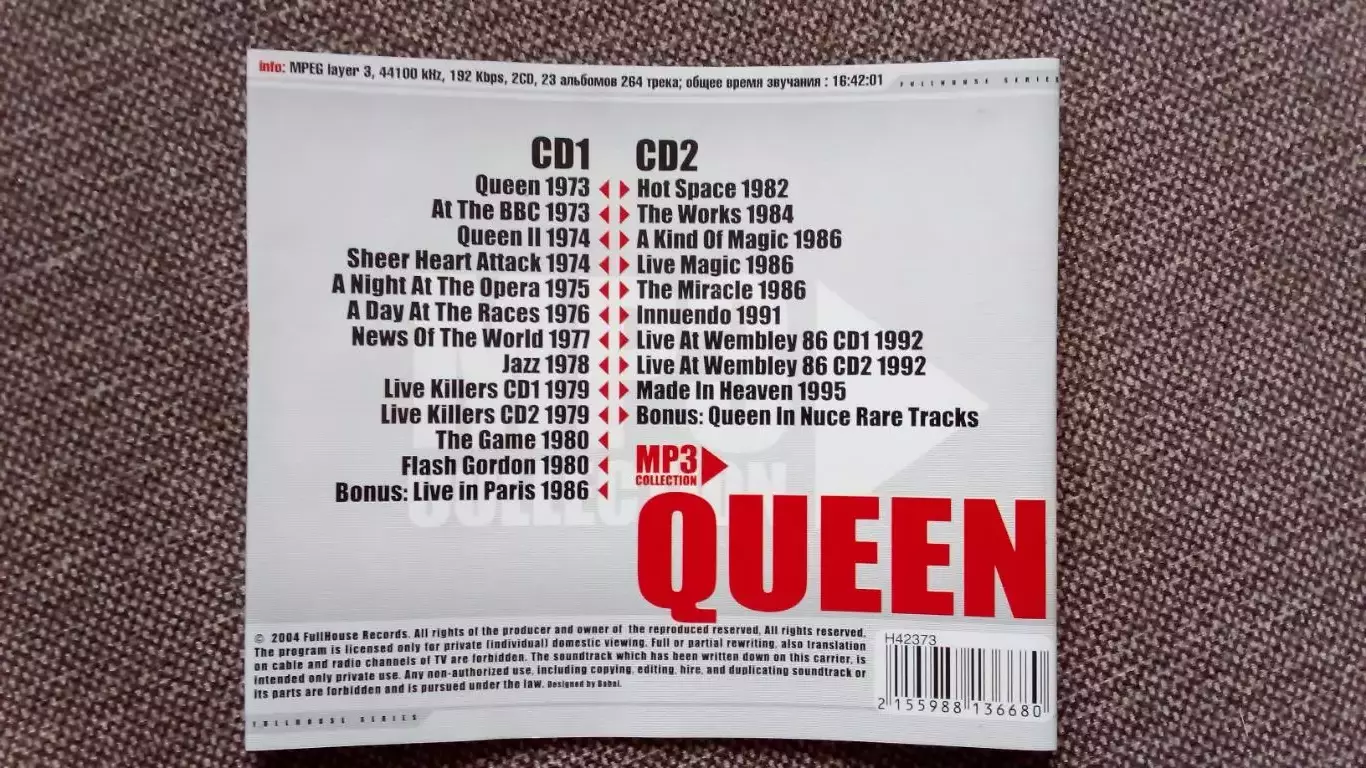 info: MPEG layer 3, 44100 kHz, 192 Kbps, 2CD, 23 альбомов 264 трека; общее время звучания : 16:42:01
FULLHOUSE SERIES
CD1
Queen 1973
At The BBC 1973
Queen II 1974
Sheer Heart Attack 1974
A Night At The Opera 1975
A Day At The Races 1976
News Of The World 1977
Jazz 1978
Live Killers CD1 1979
Live Killers CD2 1979
The Game 1980
Flash Gordon 1980
Bonus: Live in Paris 1986
CD2
Hot Space 1982
The Works 1984
A Kind Of Magic 1986
Live Magic 1986
The Miracle 1986
Innuendo 1991
Live At Wembley 86 CD1 1992
Live At Wembley 86 CD2 1992
Made In Heaven 1995
Bonus: Queen In Nuce Rare Tracks
MP3
COLLECTION
QUEEN
MP3
COLLECTION
© 2004 FullHouse Records. All rights of the producer and owner of the reproduced reserved, All rights reserved.
The program is licensed only for private (individual) domestic viewing. Full or partial rewriting, also translation
on cable and radio channels of TV are forbidden. The soundtrack which has been written down on this carrier, is
intended only private use. Any non-authorized use, including copying, editing, hire, and duplicating soundtrack or
its parts are forbidden and is pursued under the law. Designed by Babai.
FULLHOUSE SERIES
H42373
2 155988 136680